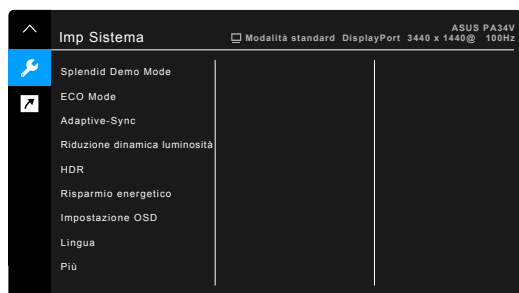 ASUS PA34V
Imp Sistema
Modalità standard DisplayPort 3440 x 1440@ 100Hz
Splendid Demo Mode
ECO Mode
Adaptive-Sync
Riduzione dinamica luminosità
HDR
Risparmio energetico
Impostazione OSD
Lingua
Più